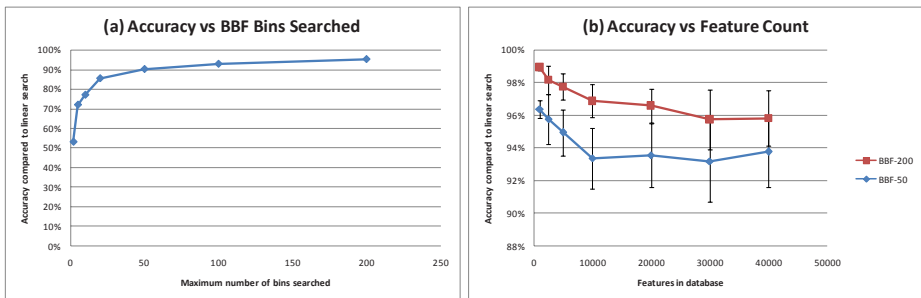 (a) Accuracy vs BBF Bins Searched
Accuracy compared to linear search
100%
90%
80%
70%
60%
50%
40%
30%
20%
10%
0%
0 50 100 150 200 250
Maximum number of bins searched
(b) Accuracy vs Feature Count
Accuracy compared to linear search
100%
98%
96%
94%
92%
90%
88%
0 10000 20000 30000 40000 50000
Features in database
BBF-200
BBF-50